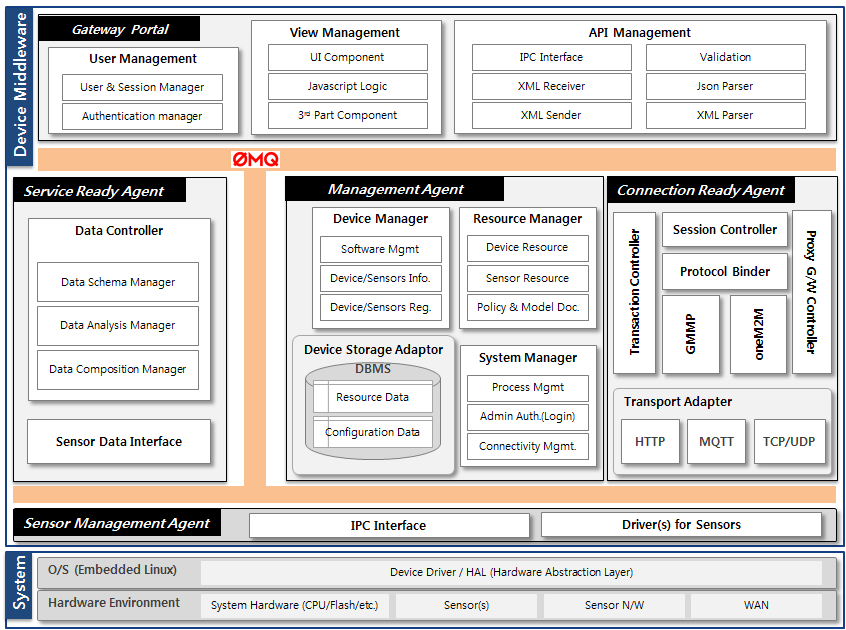 Device Middleware
Gateway Portal
User Management
User & Session Manager
Authentication manager
View Management
UI Component
Javascript Logic
3rd Part Component
API Management
IPC Interface
Validation
XML Receiver
Json Parser
XML Sender
XML Parser
ØMQ
Service Ready Agent
Data Controller
Data Schema Manager
Data Analysis Manager
Data Composition Manager
Sensor Data Interface
Management Agent
Device Manager
Software Mgmt
Device/Sensors Info.
Device/Sensors Reg.
Resource Manager
Device Resource
Sensor Resource
Policy & Model Doc.
Device Storage Adaptor
DBMS
Resource Data
Configuration Data
System Manager
Process Mgmt
Admin Auth.(Login)
Connectivity Mgmt.
Connection Ready Agent
Transaction Controller
Session Controller
Protocol Binder
GMMP
oneM2M
Proxy G/W Controller
Transport Adapter
HTTP
MQTT
TCP/UDP
Sensor Management Agent
IPC Interface
Driver(s) for Sensors
System
O/S (Embedded Linux)
Device Driver / HAL (Hardware Abstraction Layer)
Hardware Environment
System Hardware (CPU/Flash/etc.)
Sensor(s)
Sensor N/W
WAN